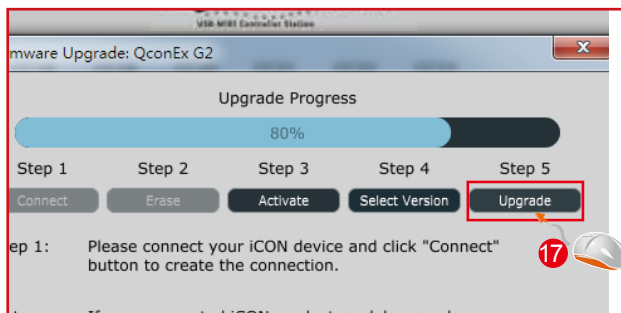 USB-MIDI Controller Station
mware Upgrade: QconEx G2
x
Upgrade Progress
80%
Step 1 Step 2 Step 3 Step 4 Step 5
Connect Erase Activate Select Version Upgrade
ep 1: Please connect your iCON device and click "Connect"
button to create the connection.
17